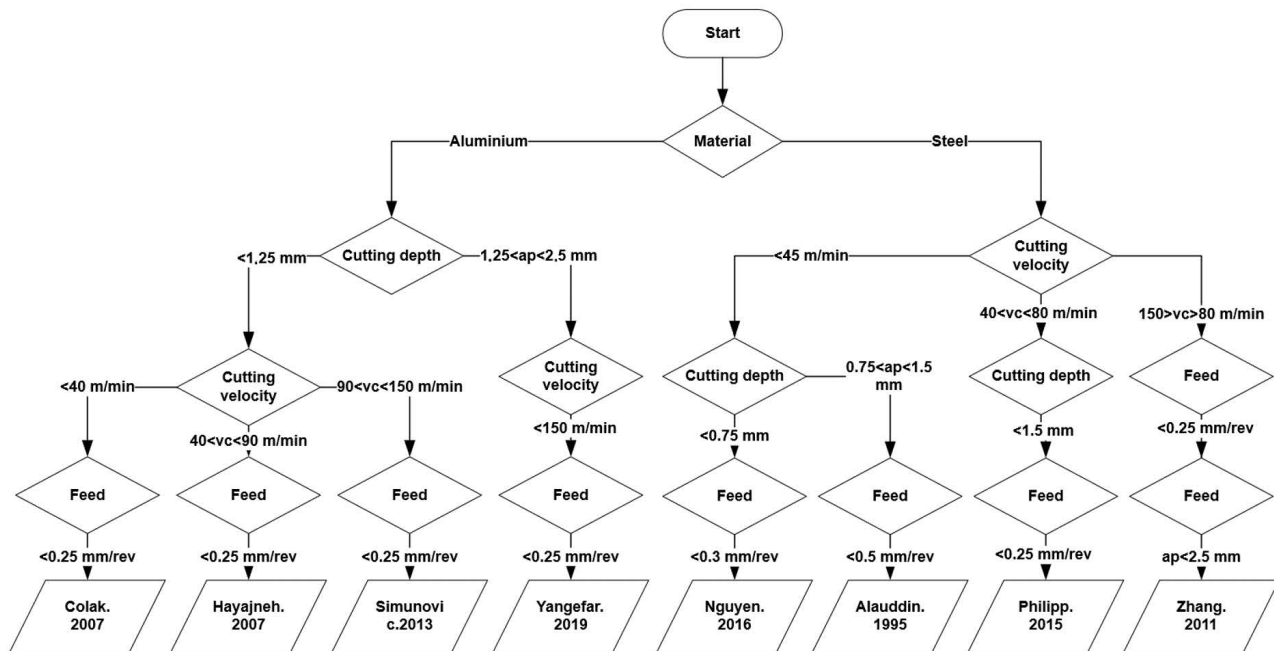 Start
Material
Aluminium
Steel
Cutting depth
<1,25 mm
1,25<ap<2,5 mm
Cutting
velocity
<45 m/min
40<vc<80 m/min
150>vc>80 m/min
Cutting
velocity
<40 m/min
90<vc<150 m/min
40<vc<90 m/min
Cutting
velocity
<150 m/min
Cutting depth
0.75<ap<1.5
mm
<0.75 mm
Cutting depth
<1.5 mm
Feed
<0.25 mm/rev
Feed
Feed
Feed
Feed
Feed
Feed
Feed
Feed
<0.25 mm/rev
<0.25 mm/rev
<0.25 mm/rev
<0.25 mm/rev
<0.3 mm/rev
<0.5 mm/rev
<0.25 mm/rev
ap<2.5 mm
Colak.
2007
Hayajneh.
2007
Simunovi
c.2013
Yangefar.
2019
Nguyen.
2016
Alauddin.
1995
Philipp.
2015
Zhang.
2011